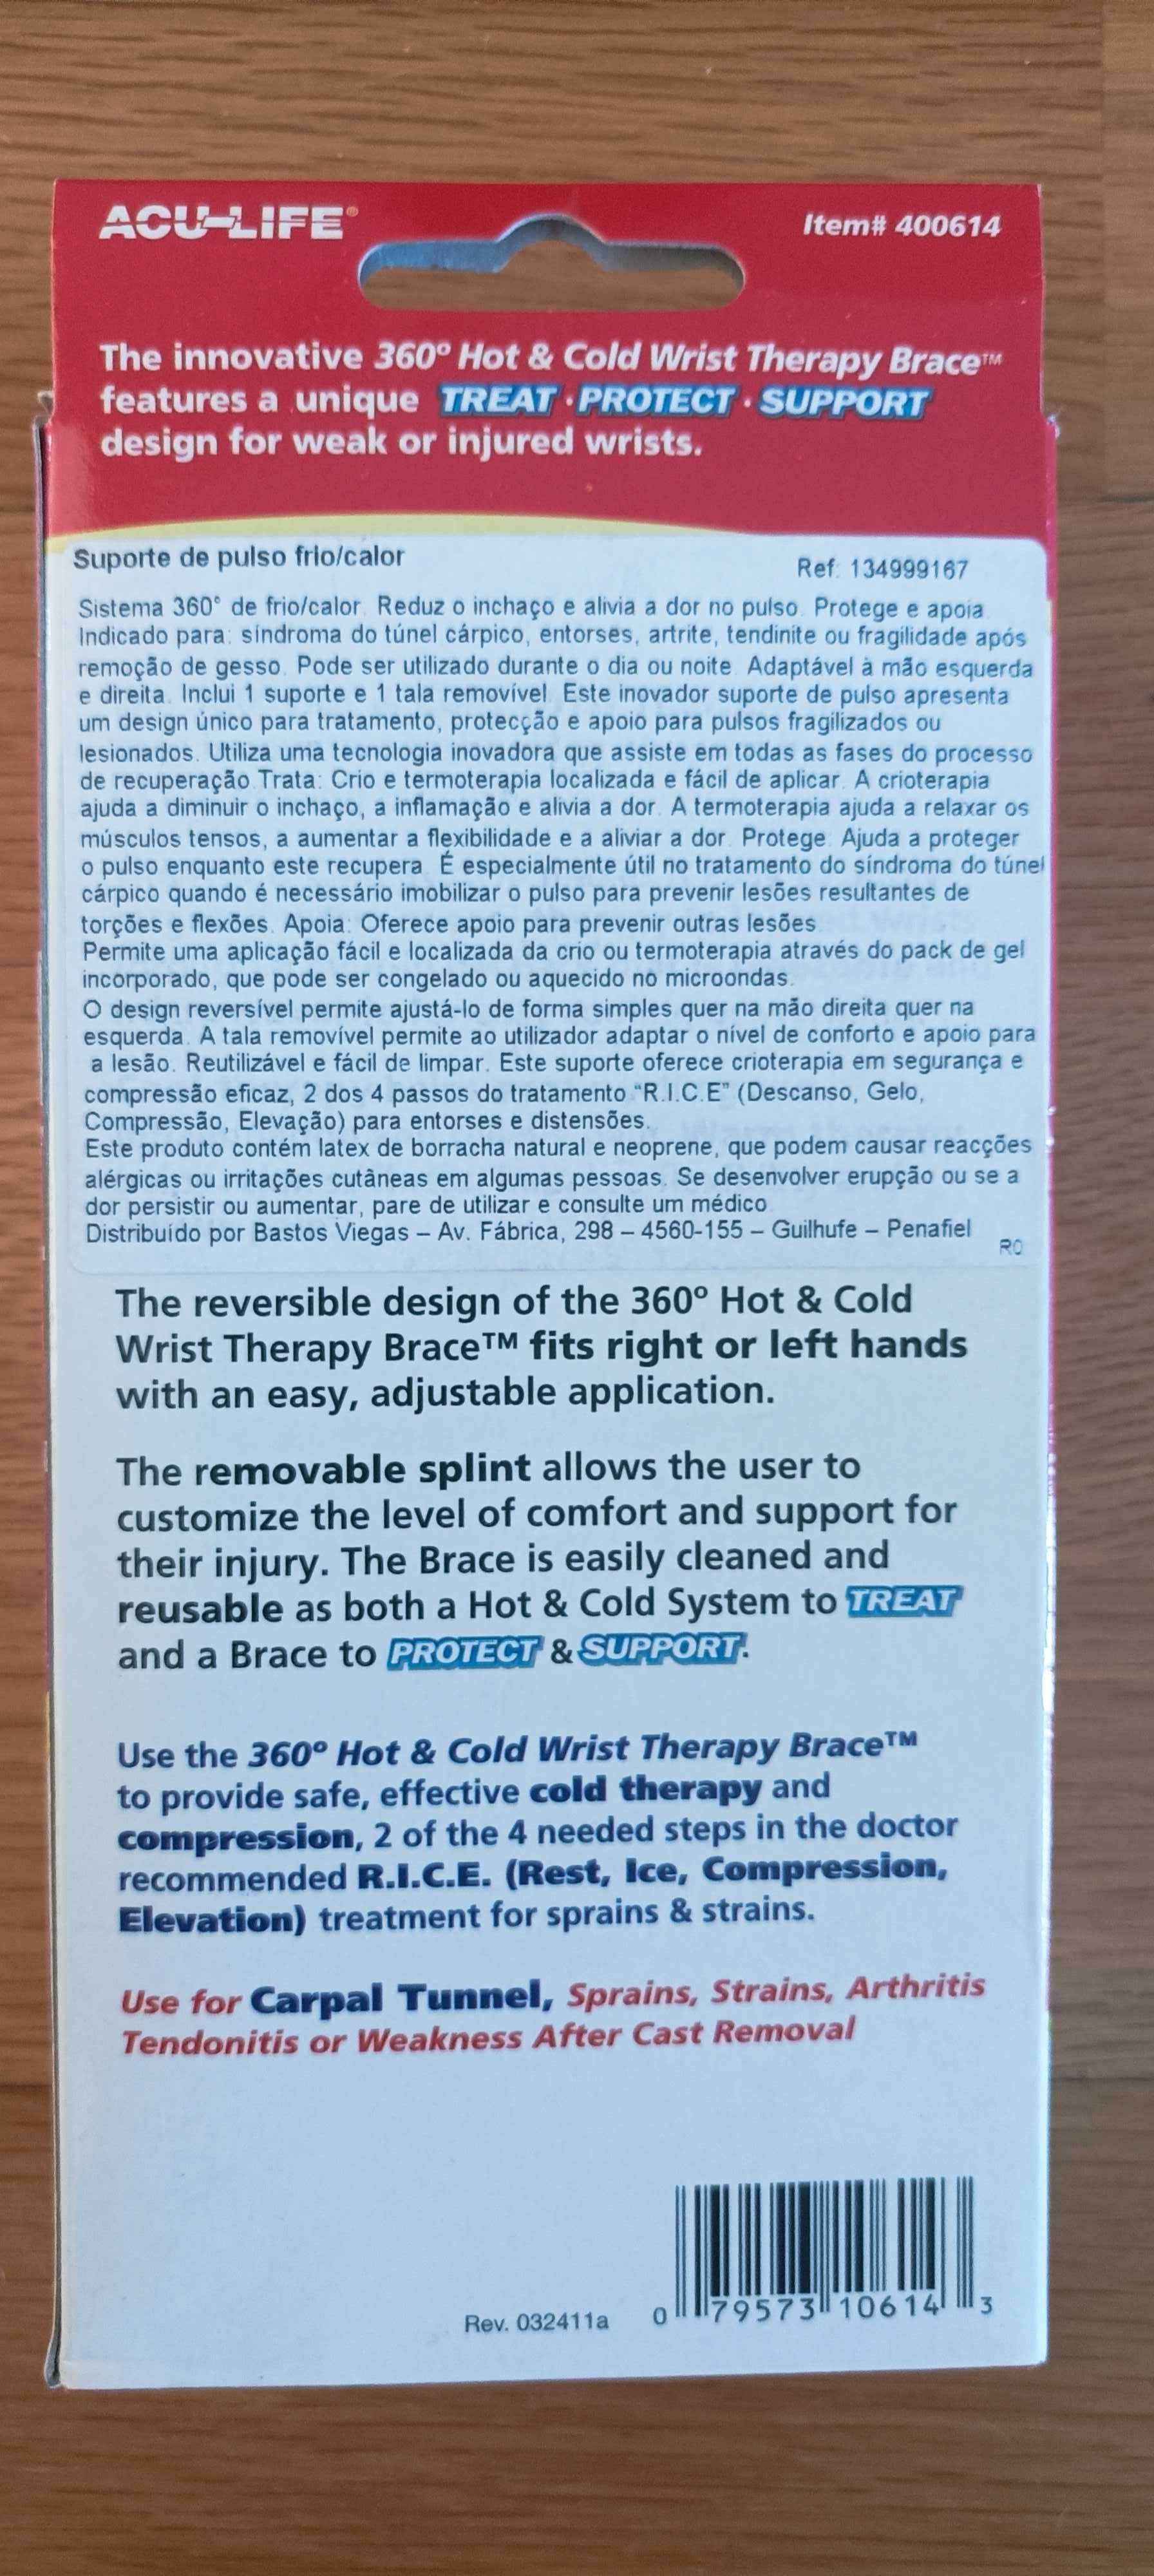 ACU-LIFE®
Item# 400614
The innovative 360º Hot & Cold Wrist Therapy Brace™
features a unique TREAT · PROTECT · SUPPORT
design for weak or injured wrists.
Suporte de pulso frio/calor
Ref: 134999167
Sistema 360° de frio/calor. Reduz o inchaço e alivia a dor no pulso. Protege e apoia.
Indicado para: síndroma do túnel cárpico, entorses, artrite, tendinite ou fragilidade após
remoção de gesso. Pode ser utilizado durante o dia ou noite. Adaptável à mão esquerda
e direita. Inclui 1 suporte e 1 tala removível. Este inovador suporte de pulso apresenta
um design único para tratamento, protecção e apoio para pulsos fragilizados ou
lesionados. Utiliza uma tecnologia inovadora que assiste em todas as fases do processo
de recuperação.Trata: Crio e termoterapia localizada e fácil de aplicar. A crioterapia
ajuda a diminuir o inchaço, a inflamação e alivia a dor. A termoterapia ajuda a relaxar os
músculos tensos, a aumentar a flexibilidade e a aliviar a dor. Protege: Ajuda a proteger
o pulso enquanto este recupera. É especialmente útil no tratamento do síndroma do túnel
cárpico quando é necessário imobilizar o pulso para prevenir lesões resultantes de
torções e flexões. Apoia: Oferece apoio para prevenir outras lesões.
Permite uma aplicação fácil e localizada da crio ou termoterapia através do pack de gel
incorporado, que pode ser congelado ou aquecido no microondas.
O design reversível permite ajustá-lo de forma simples quer na mão direita quer na
esquerda. A tala removível permite ao utilizador adaptar o nível de conforto e apoio para
a lesão. Reutilizável e fácil de limpar. Este suporte oferece crioterapia em segurança e
compressão eficaz, 2 dos 4 passos do tratamento “R.I.C.E” (Descanso, Gelo,
Compressão, Elevação) para entorses e distensões.
Este produto contém latex de borracha natural e neoprene, que podem causar reacções
alérgicas ou irritações cutâneas em algumas pessoas. Se desenvolver erupção ou se a
dor persistir ou aumentar, pare de utilizar e consulte um médico.
Distribuído por Bastos Viegas – Av. Fábrica, 298 – 4560-155 – Guilhufe – Penafiel
R0
The reversible design of the 360º Hot & Cold
Wrist Therapy Brace™ fits right or left hands
with an easy, adjustable application.
The removable splint allows the user to
customize the level of comfort and support for
their injury. The Brace is easily cleaned and
reusable as both a Hot & Cold System to TREAT
and a Brace to PROTECT & SUPPORT.
Use the 360º Hot & Cold Wrist Therapy Brace™
to provide safe, effective cold therapy and
compression, 2 of the 4 needed steps in the doctor
recommended R.I.C.E. (Rest, Ice, Compression,
Elevation) treatment for sprains & strains.
Use for Carpal Tunnel, Sprains, Strains, Arthritis
Tendonitis or Weakness After Cast Removal
Rev. 032411a
0 79573 10614 3